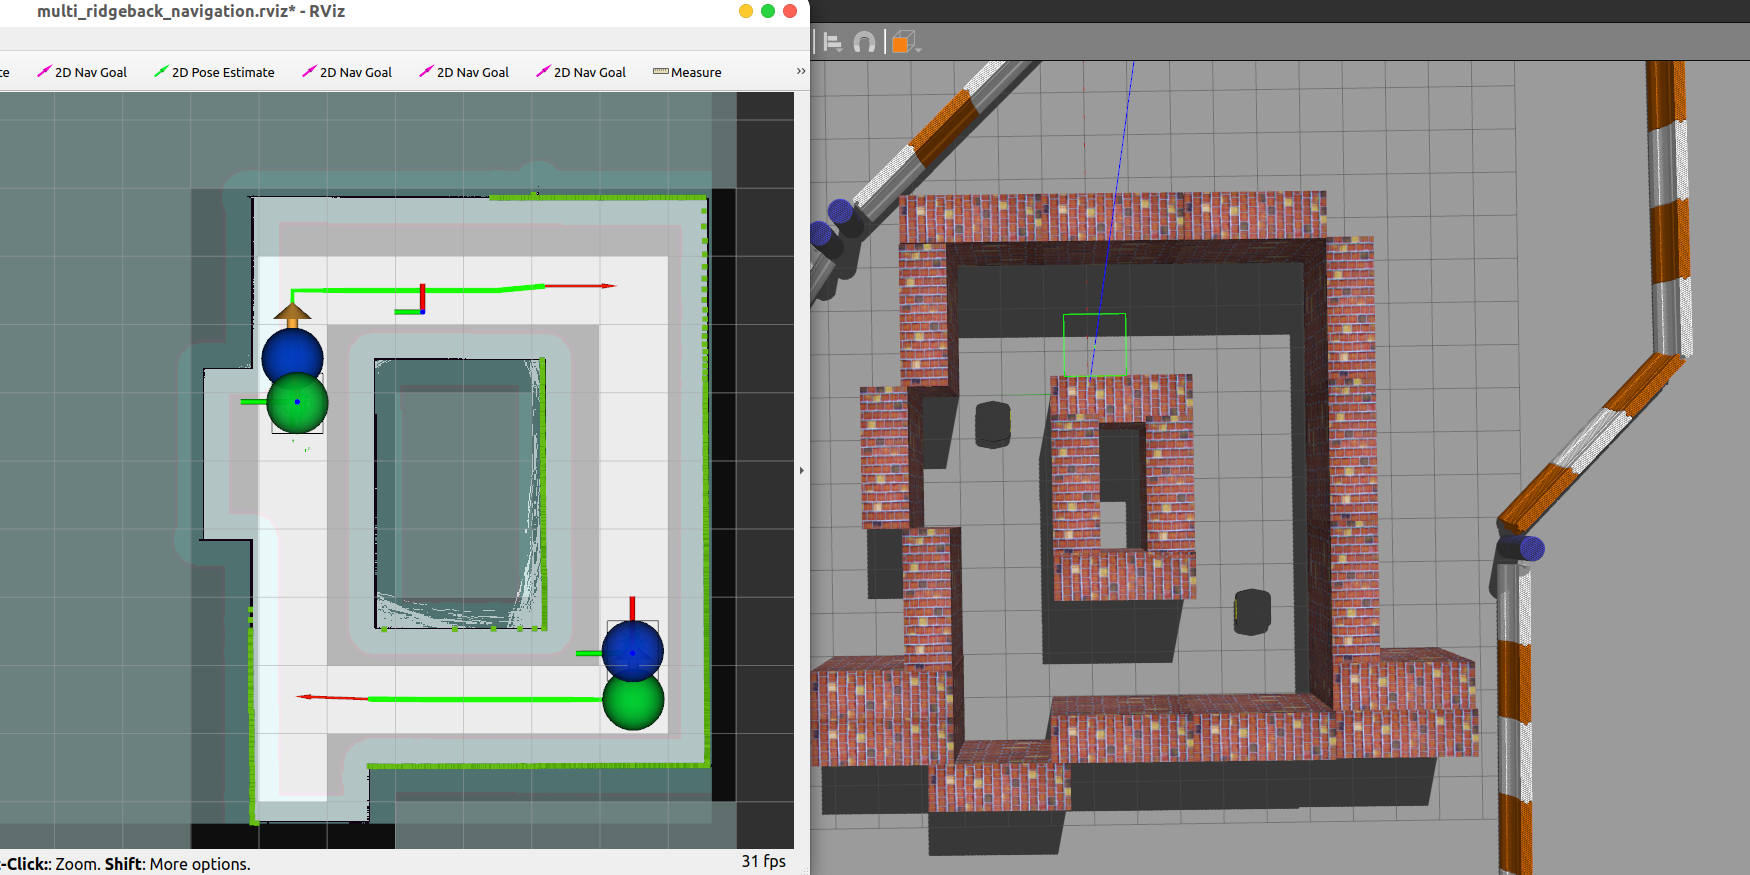 multi_ridgeback_navigation.rviz* - RViz
te 2D Nav Goal 2D Pose Estimate 2D Nav Goal 2D Nav Goal 2D Nav Goal Measure »
-Click:: Zoom. Shift: More options. 31 fps